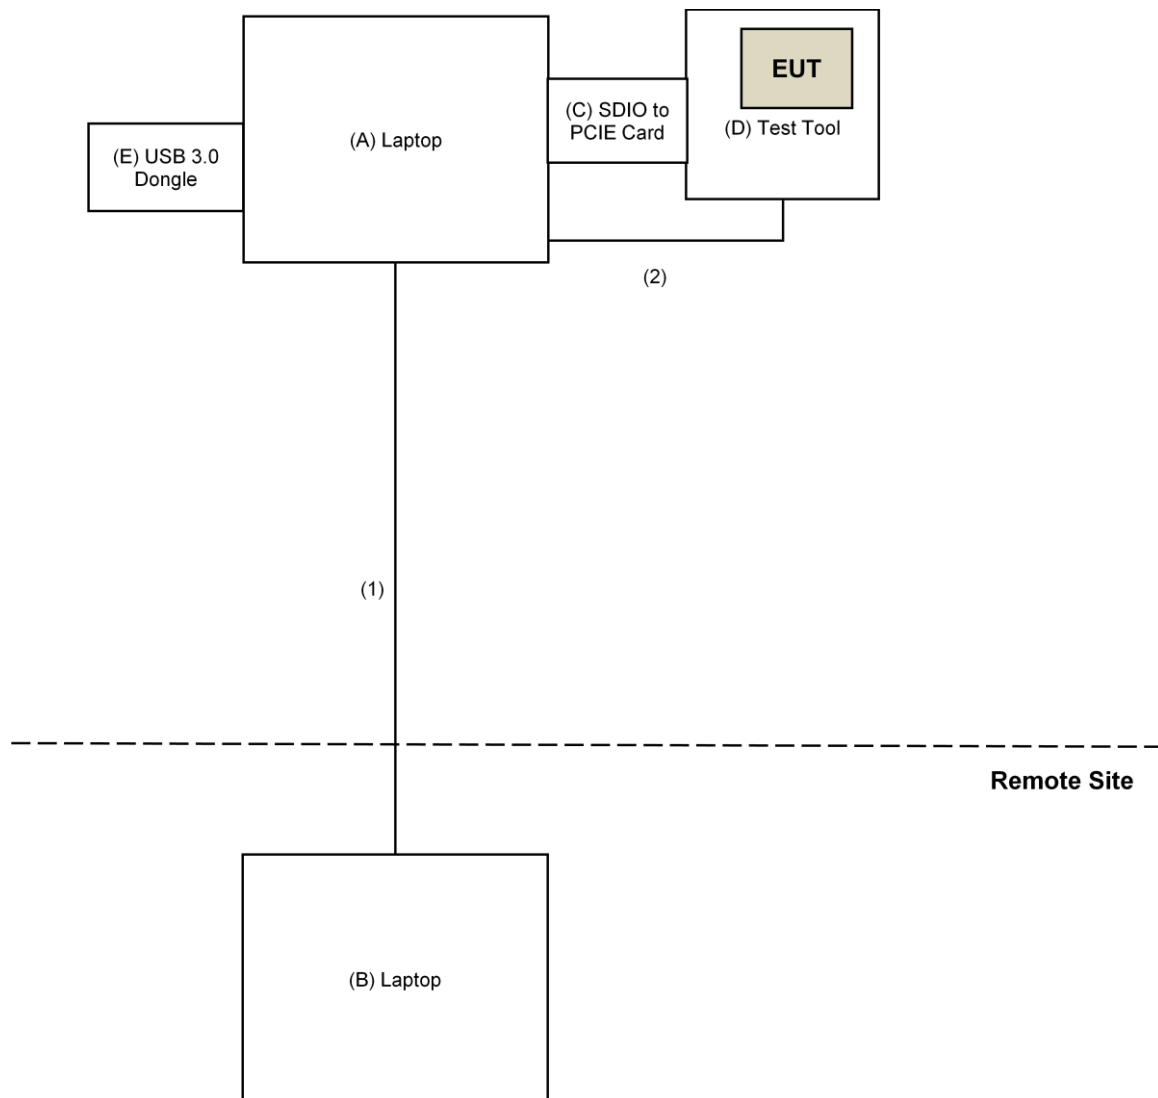 EUT
(C) SDIO to
PCIE Card
(D) Test Tool
(A) Laptop
(E) USB 3.0
Dongle
(2)
(1)
Remote Site
(B) Laptop